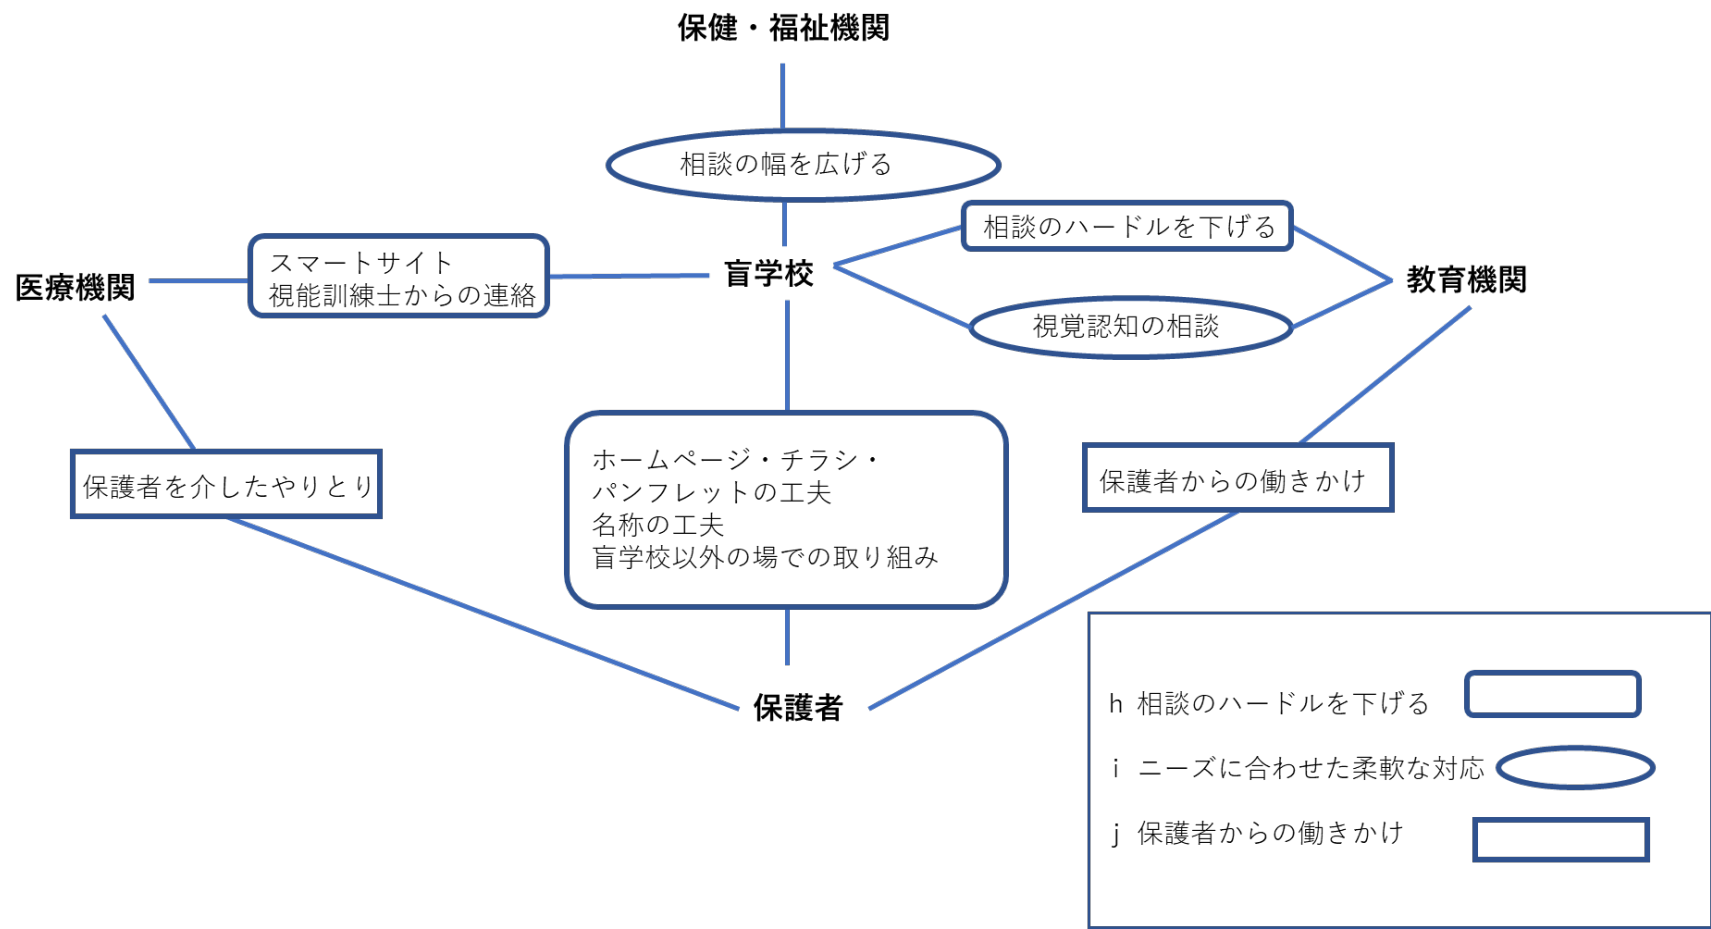 保健・福祉機関
相談の幅を広げる
相談のハードルを下げる
スマートサイト
視能訓練士からの連絡
医療機関
盲学校
教育機関
視覚認知の相談
ホームページ・チラシ・
パンフレットの工夫
名称の工夫
盲学校以外の場での取り組み
保護者を介したやりとり
保護者からの働きかけ
保護者
h 相談のハードルを下げる
i ニーズに合わせた柔軟な対応
j 保護者からの働きかけ